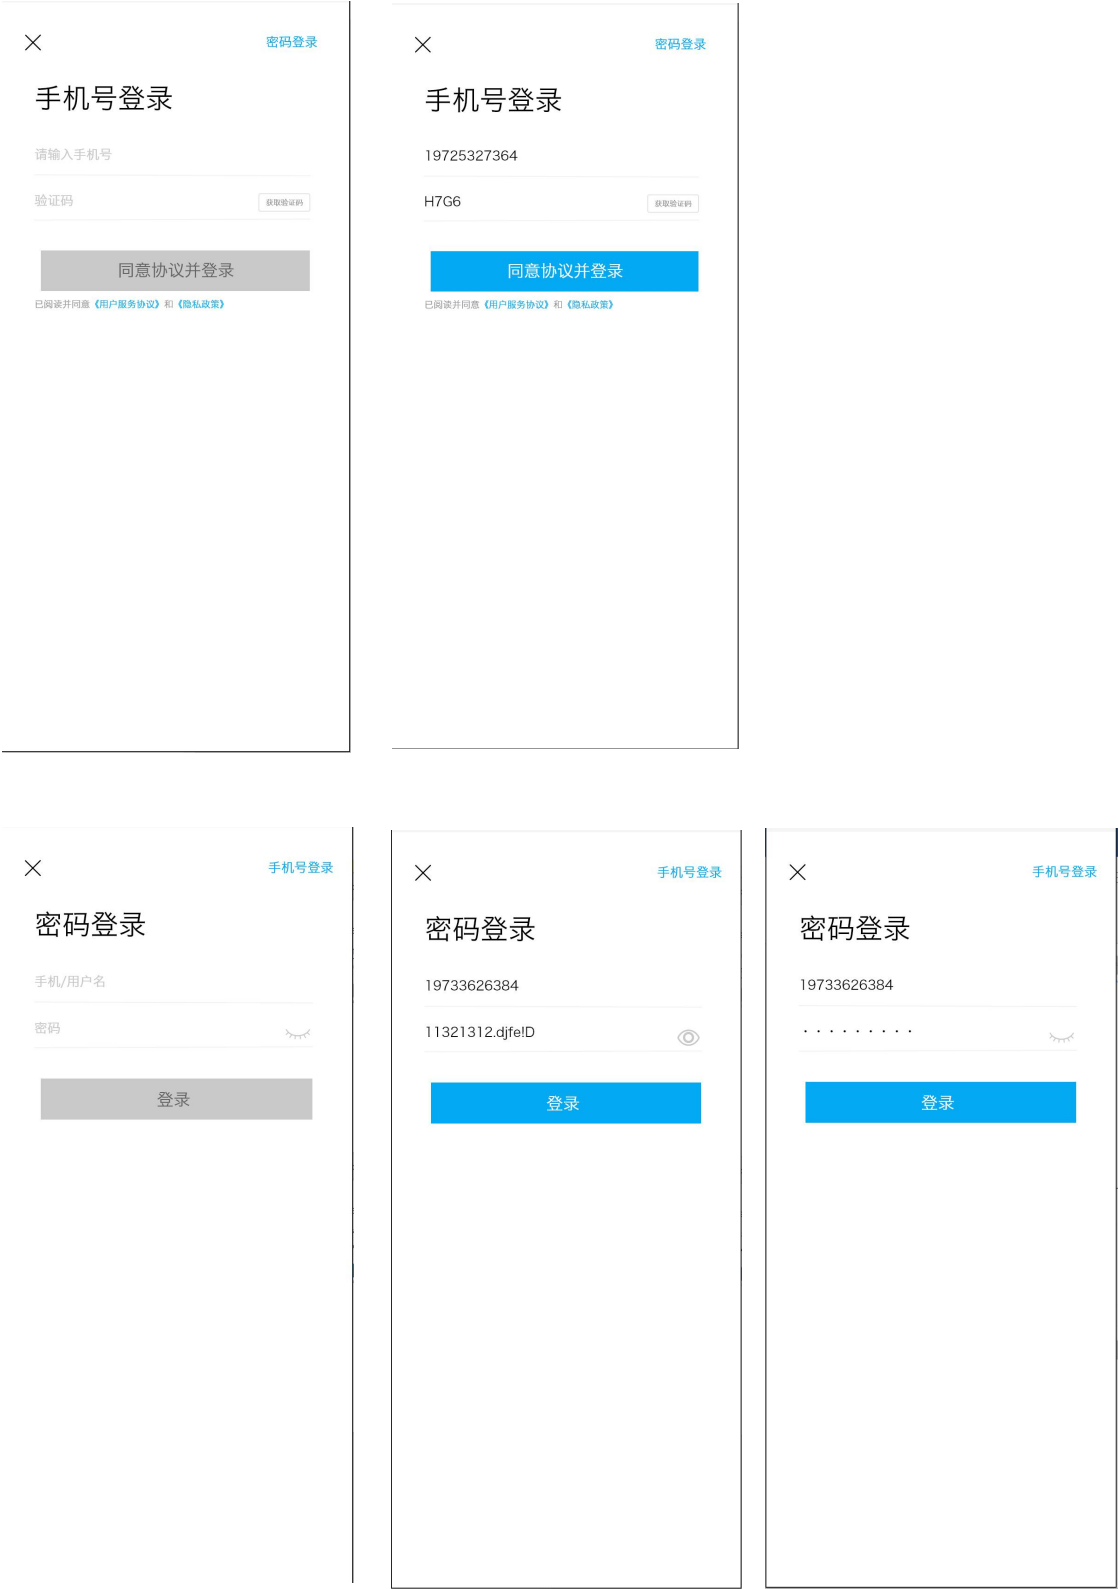 密码登录
手机号登录
请输入手机号
验证码 获取验证码
同意协议并登录
已阅读并同意《用户服务协议》和《隐私政策》
密码登录
手机号登录
19725327364
H7G6 获取验证码
同意协议并登录
已阅读并同意《用户服务协议》和《隐私政策》
手机号登录
密码登录
手机/用户名
密码
登录
手机号登录
密码登录
19733626384
11321312.djfe!D
登录
手机号登录
密码登录
19733626384
·········
登录